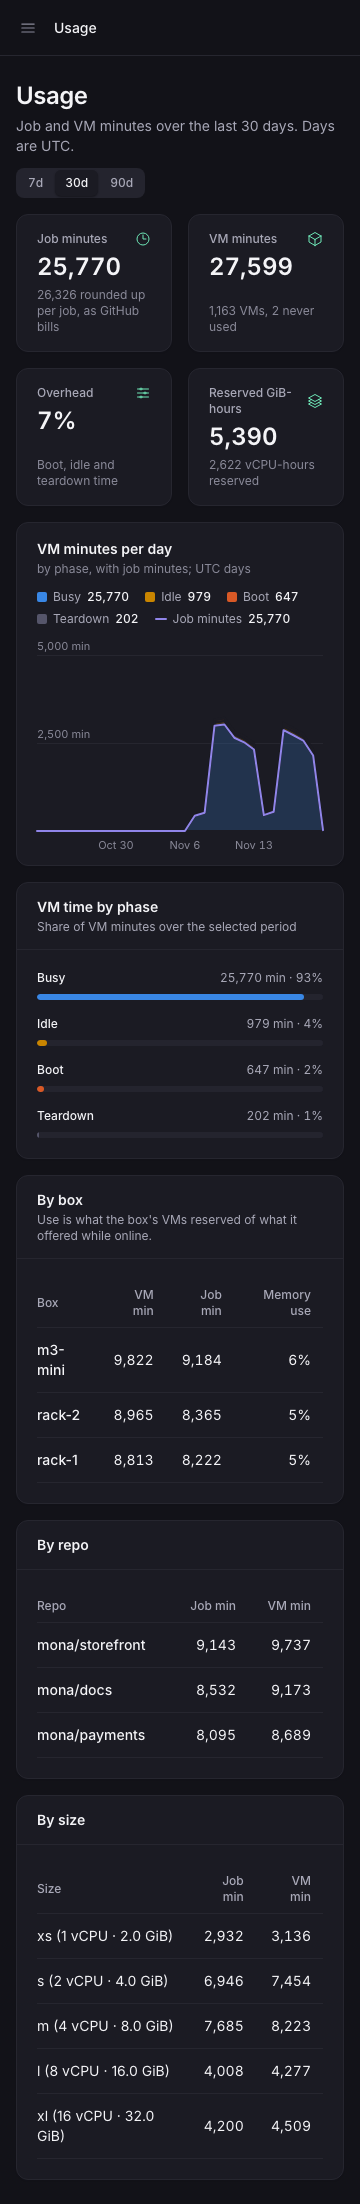 Usage
Usage
Job and VM minutes over the last 30 days. Days
are UTC.
7d 30d 90d
Job minutes
25,770
26,326 rounded up
per job, as GitHub
bills
VM minutes
27,599
1,163 VMs, 2 never
used
Overhead
7%
Boot, idle and
teardown time
Reserved GiB-
hours
5,390
2,622 vCPU-hours
reserved
VM minutes per day
by phase, with job minutes; UTC days
Busy 25,770 Idle 979 Boot 647
Teardown 202 Job minutes 25,770
5,000 min
2,500 min
Oct 30 Nov 6 Nov 13
VM time by phase
Share of VM minutes over the selected period
Busy 25,770 min · 93%
Idle 979 min · 4%
Boot 647 min · 2%
Teardown 202 min · 1%
By box
Use is what the box's VMs reserved of what it
offered while online.
Box VM min Job min Memory use
m3-
mini 9,822 9,184 6%
rack-2 8,965 8,365 5%
rack-1 8,813 8,222 5%
By repo
Repo Job min VM min
mona/storefront 9,143 9,737
mona/docs 8,532 9,173
mona/payments 8,095 8,689
By size
Size Job min VM min
xs (1 vCPU · 2.0 GiB) 2,932 3,136
s (2 vCPU · 4.0 GiB) 6,946 7,454
m (4 vCPU · 8.0 GiB) 7,685 8,223
l (8 vCPU · 16.0 GiB) 4,008 4,277
xl (16 vCPU · 32.0
GiB) 4,200 4,509